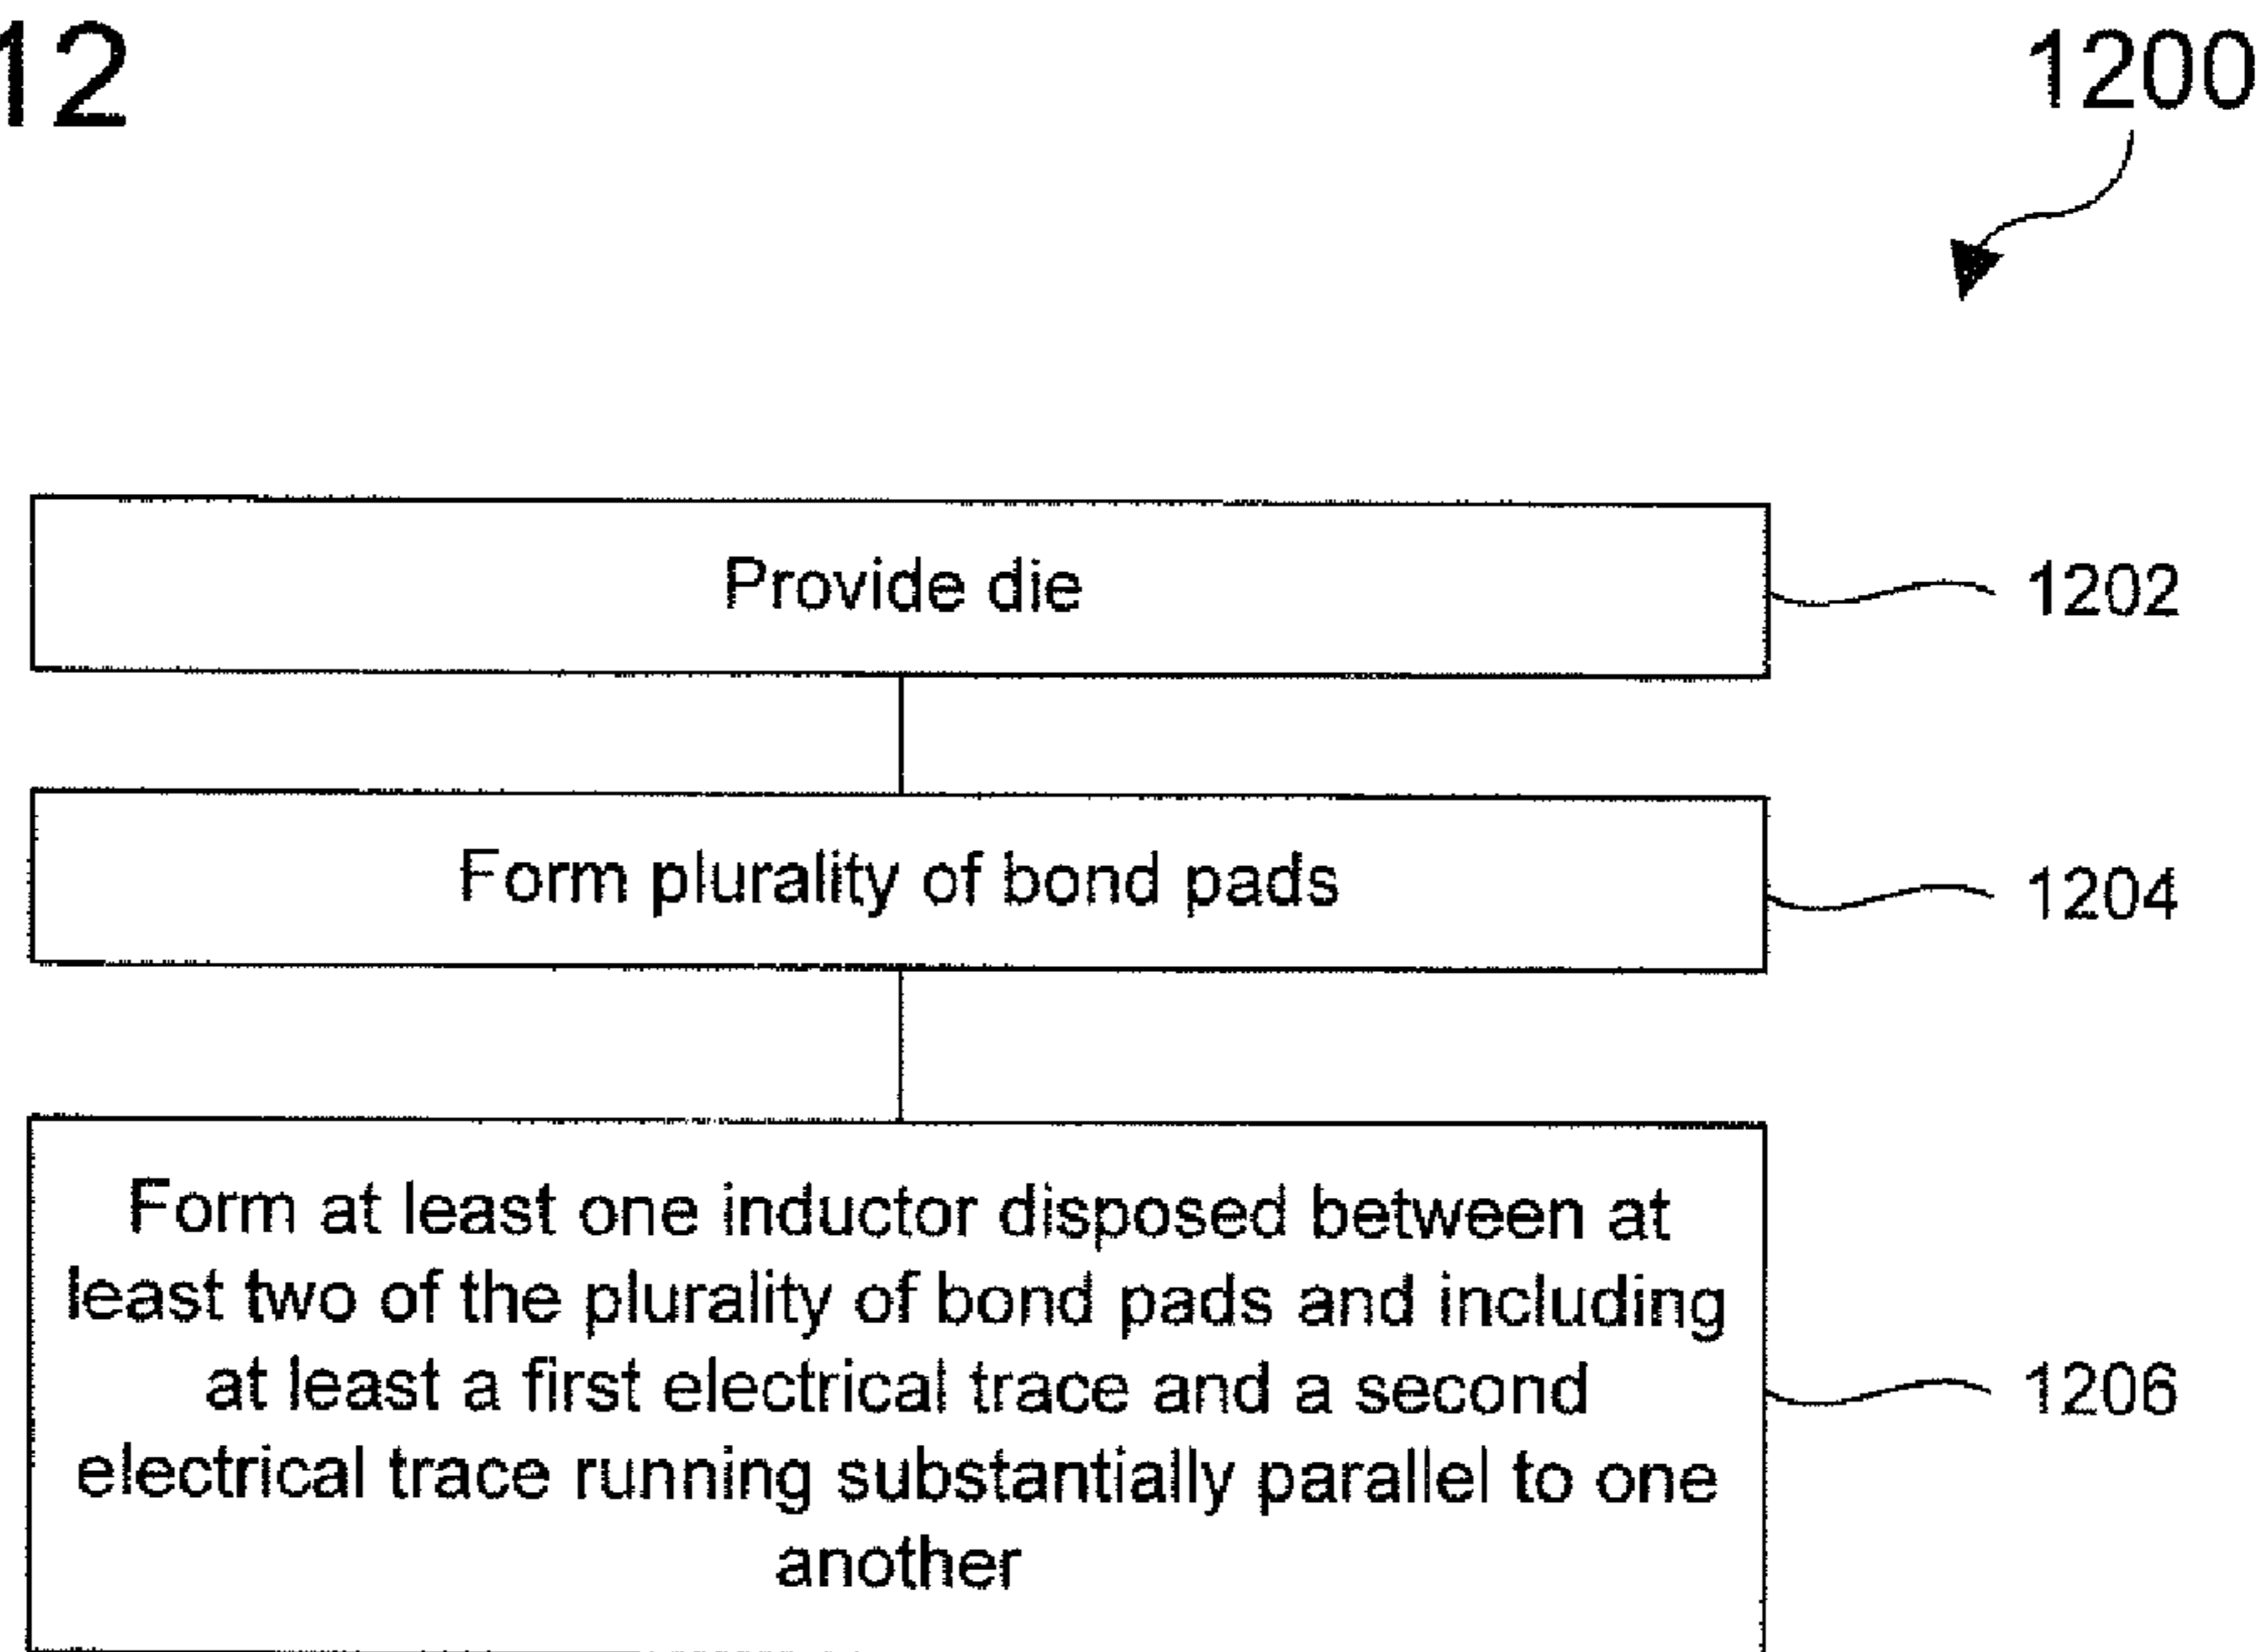 12
1200
Provide die
1202
Form plurality of bond pads
1204
Form at least one inductor disposed between at
least two of the plurality of bond pads and including
at least a first electrical trace and a second
electrical trace running substantially parallel to one
another
1206